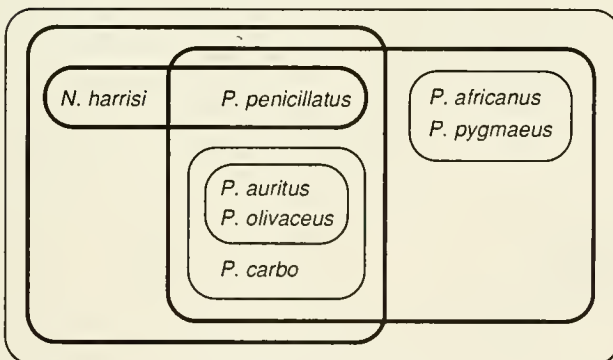 N. harrisi P. penicillatus P. africanus
P. pygmaeus
P. auritus
P. olivaceus
P. carbo